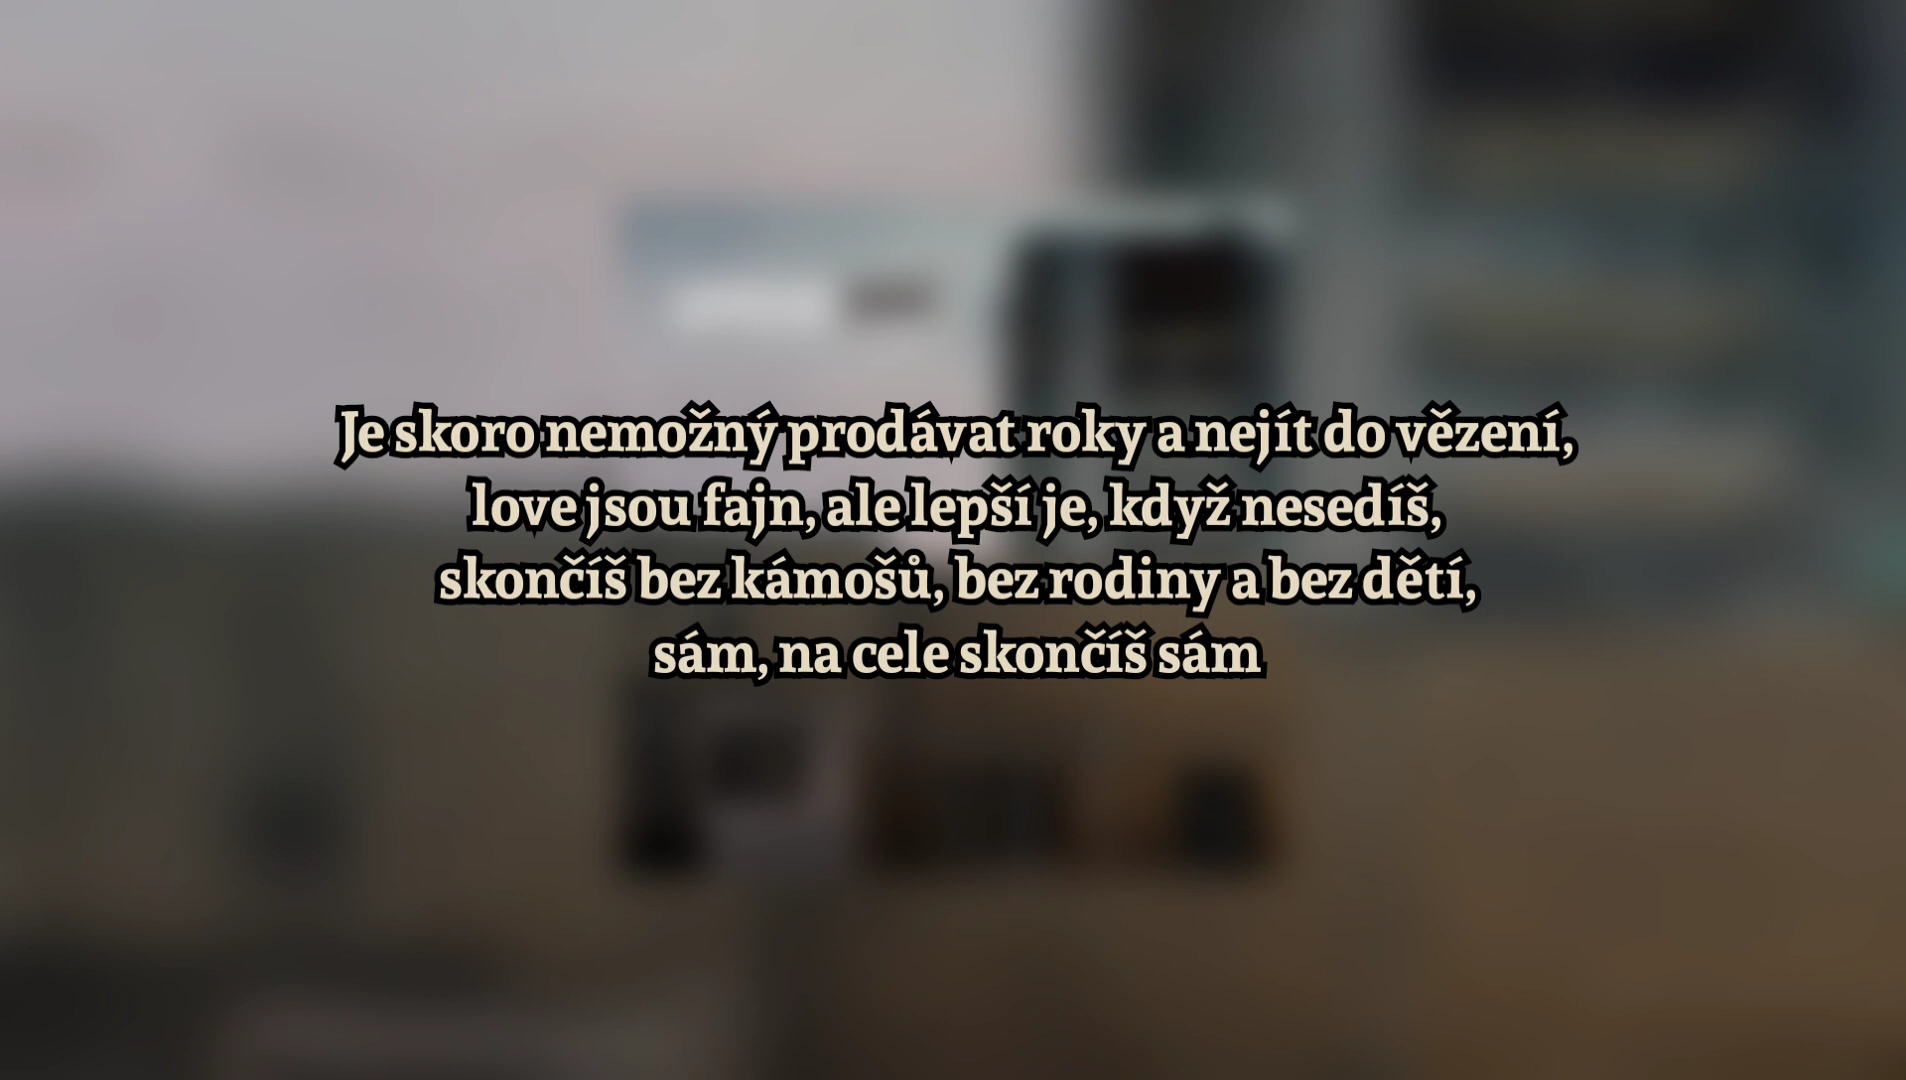 Je skoro nemožný prodávat roky a nejít do vězení,
love jsou fajn, ale lepší je, když nesedíš,
skončíš bez kámošů, bez rodiny a bez dětí,
sám, na cele skončíš sám